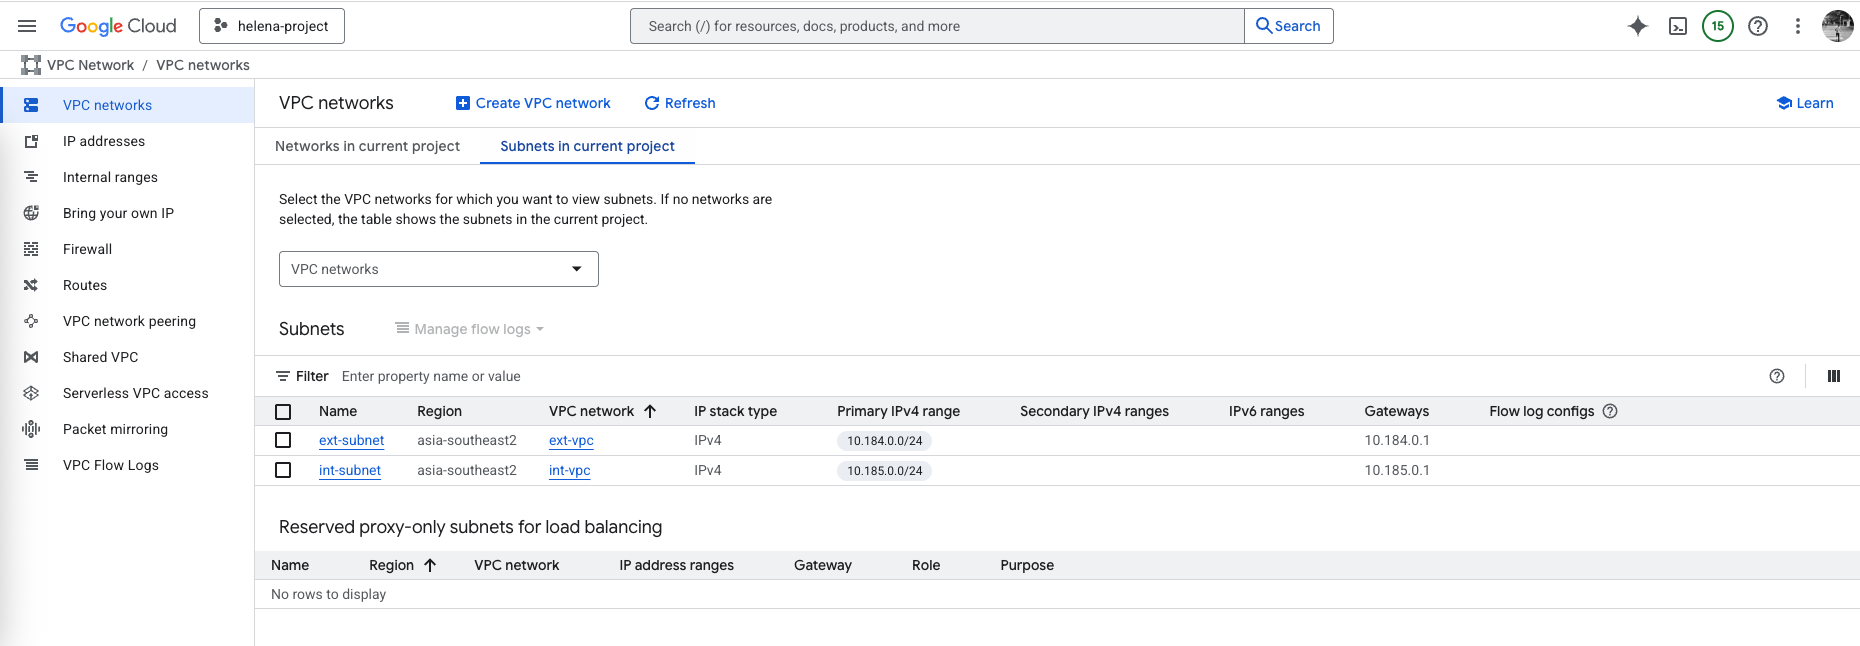 Google Cloud
helena-project
Search (/) for resources, docs, products, and more
Search
15
VPC Network / VPC networks
VPC networks
IP addresses
Internal ranges
Bring your own IP
Firewall
Routes
VPC network peering
Shared VPC
Serverless VPC access
Packet mirroring
VPC Flow Logs
VPC networks Create VPC network Refresh Learn
Networks in current project Subnets in current project
Select the VPC networks for which you want to view subnets. If no networks are
selected, the table shows the subnets in the current project.
VPC networks
Subnets Manage flow logs
Filter Enter property name or value
Name Region VPC network IP stack type Primary IPv4 range Secondary IPv4 ranges IPv6 ranges Gateways Flow log configs
ext-subnet asia-southeast2 ext-vpc IPv4 10.184.0.0/24 10.184.0.1
int-subnet asia-southeast2 int-vpc IPv4 10.185.0.0/24 10.185.0.1
Reserved proxy-only subnets for load balancing
Name Region VPC network IP address ranges Gateway Role Purpose
No rows to display